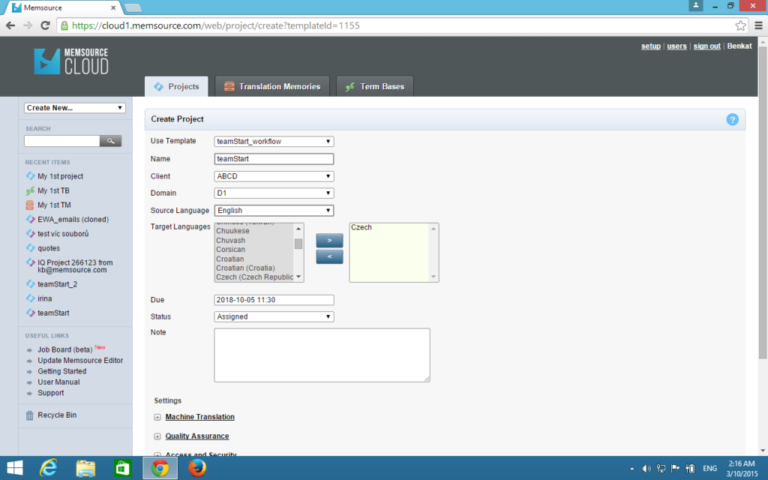 Memsource
https://cloud1.memsource.com/web/project/create?templateId=1155
setup | users | sign out | Benkat
MEMSOURCE
CLOUD
Projects
Translation Memories
Term Bases
Create New...
SEARCH
RECENT ITEMS
My 1st project
My 1st TB
My 1st TM
EWA_emails (cloned)
test víc souborů
quotes
IQ Project 266123 from
kb@memsource.com
teamStart_2
irina
teamStart
USEFUL LINKS
Job Board (beta) New
Update Memsource Editor
Getting Started
User Manual
Support
Recycle Bin
Create Project
?
Use Template teamStart_workflow
Name teamStart
Client ABCD
Domain D1
Source Language English
Target Languages
Chuukese
Chuvash
Corsican
Croatian
Croatian (Croatia)
Czech (Czech Republic
>
<
Czech
Due 2018-10-05 11:30
Status Assigned
Note
Settings
Machine Translation
Quality Assurance
Access and Security
ENG
2:16 AM
3/10/2015